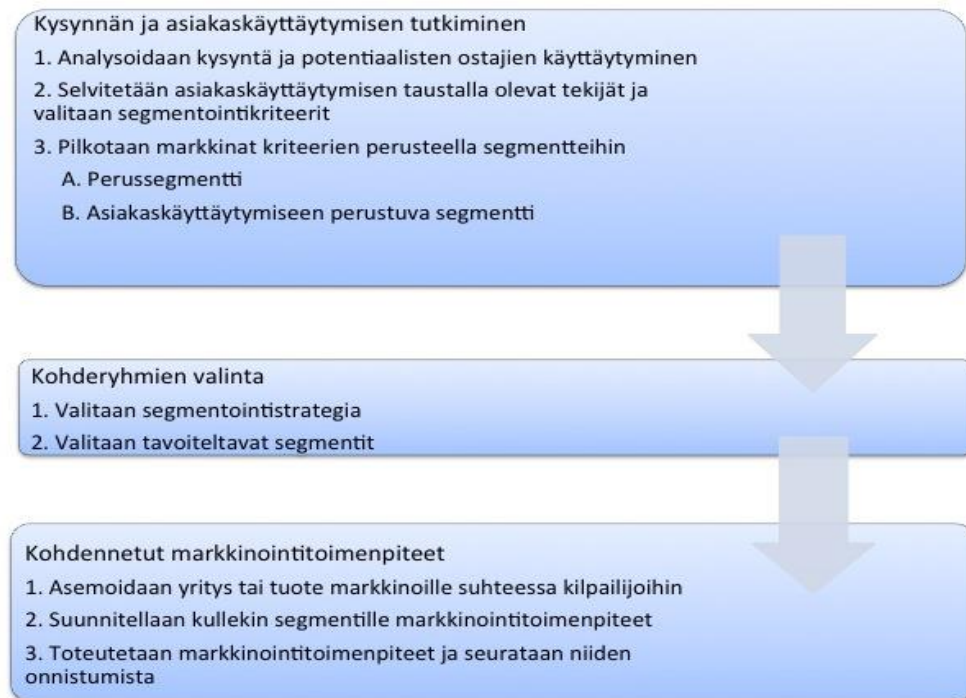 Kysynnän ja asiakaskäyttäytymisen tutkiminen
1. Analysoidaan kysyntä ja potentiaalisten ostajien käyttäytyminen
2. Selvitetään asiakaskäyttäytymisen taustalla olevat tekijät ja
valitaan segmentointikriteerit
3. Pilkotaan markkinat kriteerien perusteella segmentteihin
A. Perussegmentti
B. Asiakaskäyttäytymiseen perustuva segmentti
Kohderyhmien valinta
1. Valitaan segmentointistrategia
2. Valitaan tavoiteltavat segmentit
Kohdennetut markkinointitoimenpiteet
1. Asemoidaan yritys tai tuote markkinoille suhteessa kilpailijoihin
2. Suunnitellaan kullekin segmentille markkinointitoimenpiteet
3. Toteutetaan markkinointitoimenpiteet ja seurataan niiden
onnistumista